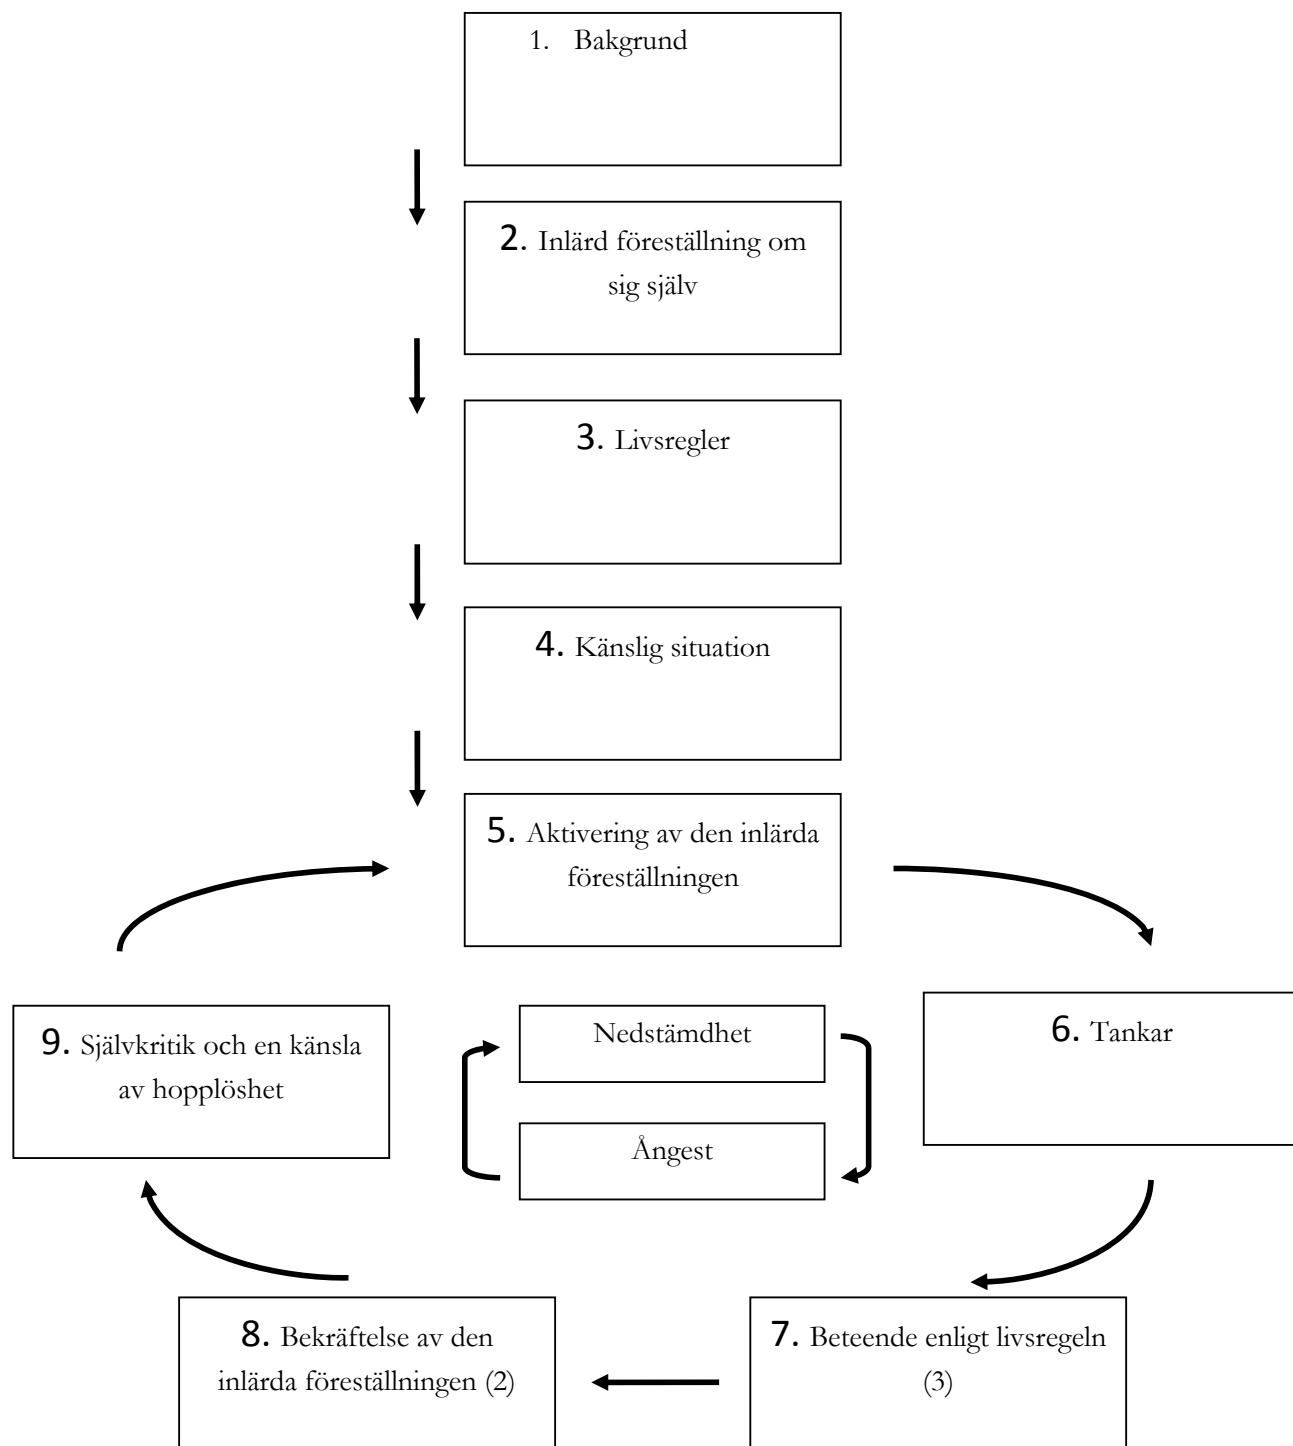 1. Bakgrund
2. Inlärd föreställning om
sig själv
3. Livsregler
4. Känslig situation
5. Aktivering av den inlärda
föreställningen
6. Tankar
Nedstämdhet
Ångest
9. Självkritik och en känsla
av hopplöshet
7. Beteende enligt livsregeln
(3)
8. Bekräftelse av den
inlärda föreställningen (2)